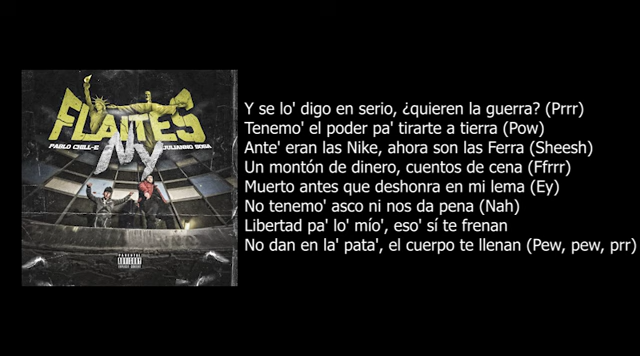 FLAITES
NY
PABLO CHILL-E
JULIANNO SOSA
PARENTAL
ADVISORY
EXPLICIT CONTENT
Y se lo' digo en serio, ¿quieren la guerra? (Prrr)
Tenemo' el poder pa' tirarte a tierra (Pow)
Ante' eran las Nike, ahora son las Ferra (Sheesh)
Un montón de dinero, cuentos de cena (Ffrrr)
Muerto antes que deshonra en mi lema (Ey)
No tenemo' asco ni nos da pena (Nah)
Libertad pa' lo' mío', eso' sí te frenan
No dan en la' pata', el cuerpo te llenan (Pew, pew, prr)